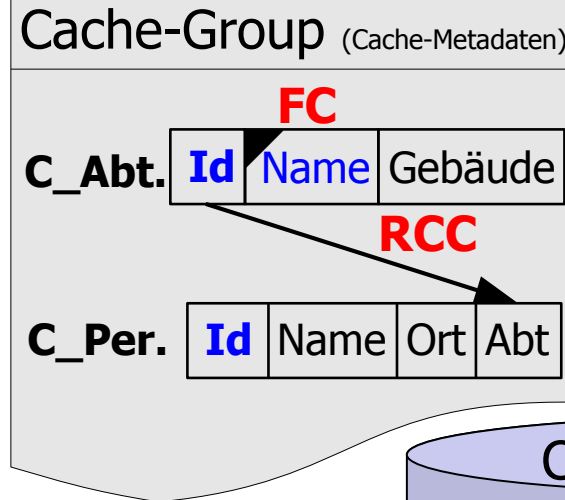 Cache-Group (Cache-Metadaten)
FC
C_Abt. Id Name Gebäude
RCC
C_Per. Id Name Ort Abt
C